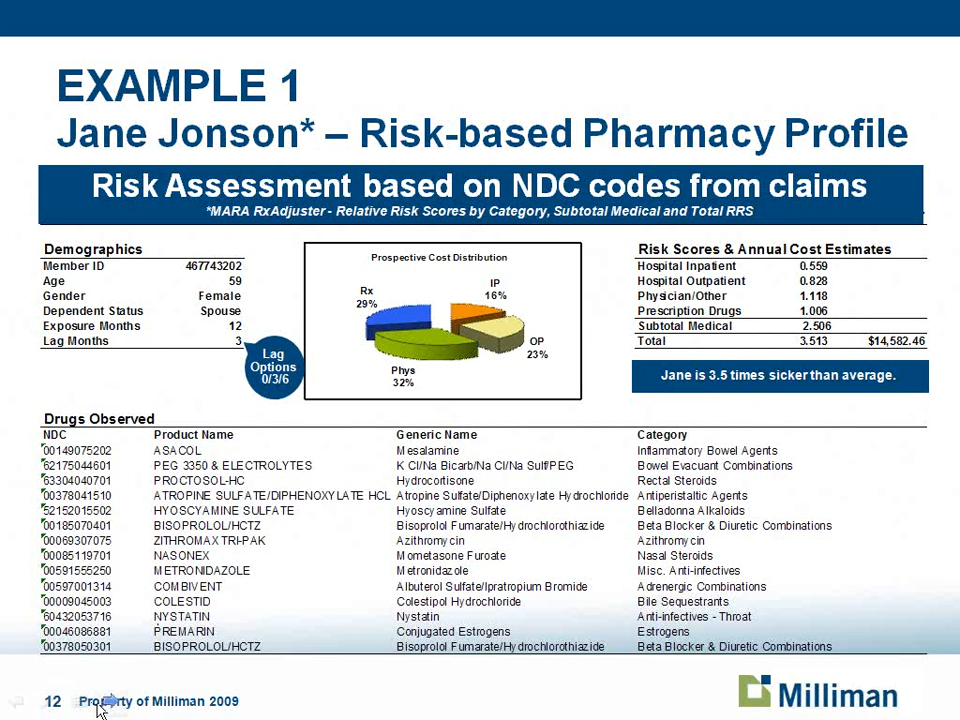 EXAMPLE 1
Jane Jonson* – Risk-based Pharmacy Profile
Risk Assessment based on NDC codes from claims
*MARA RxAdjuster - Relative Risk Scores by Category, Subtotal Medical and Total RRS
Demographics
Member ID 467743202
Age 59
Gender Female
Dependent Status Spouse
Exposure Months 12
Lag Months 3
Lag
Options
0/3/6
Prospective Cost Distribution
Rx
29%
IP
16%
OP
23%
Phys
32%
Risk Scores & Annual Cost Estimates
Hospital Inpatient 0.559
Hospital Outpatient 0.828
Physician/Other 1.118
Prescription Drugs 1.006
Subtotal Medical 2.506
Total 3.513 $14,582.46
Jane is 3.5 times sicker than average.
Drugs Observed
NDC Product Name Generic Name Category
00149075202 ASACOL Mesalamine Inflammatory Bowel Agents
62175044601 PEG 3350 & ELECTROLYTES K Cl/Na Bicarb/Na Cl/Na Sulf/PEG Bowel Evacuant Combinations
63304040701 PROCTOSOL-HC Hydrocortisone Rectal Steroids
00378041510 ATROPINE SULFATE/DIPHENOXYLATE HCL Atropine Sulfate/Diphenoxylate Hydrochloride Antiperistaltic Agents
52152015502 HYOSCYAMINE SULFATE Hyoscyamine Sulfate Belladonna Alkaloids
00185070401 BISOPROLOL/HCTZ Bisoprolol Fumarate/Hydrochlorothiazide Beta Blocker & Diuretic Combinations
00069307075 ZITHROMAX TRI-PAK Azithromycin Azithromycin
00085119701 NASONEX Mometasone Furoate Nasal Steroids
00591555250 METRONIDAZOLE Metronidazole Misc. Anti-infectives
00597001314 COMBIVENT Albuterol Sulfate/Ipratropium Bromide Adrenergic Combinations
00009045003 COLESTID Colestipol Hydrochloride Bile Sequestrants
60432053716 NYSTATIN Nystatin Anti-infectives - Throat
00046086881 PREMARIN Conjugated Estrogens Estrogens
00378050301 BISOPROLOL/HCTZ Bisoprolol Fumarate/Hydrochlorothiazide Beta Blocker & Diuretic Combinations
12 Property of Milliman 2009
Milliman